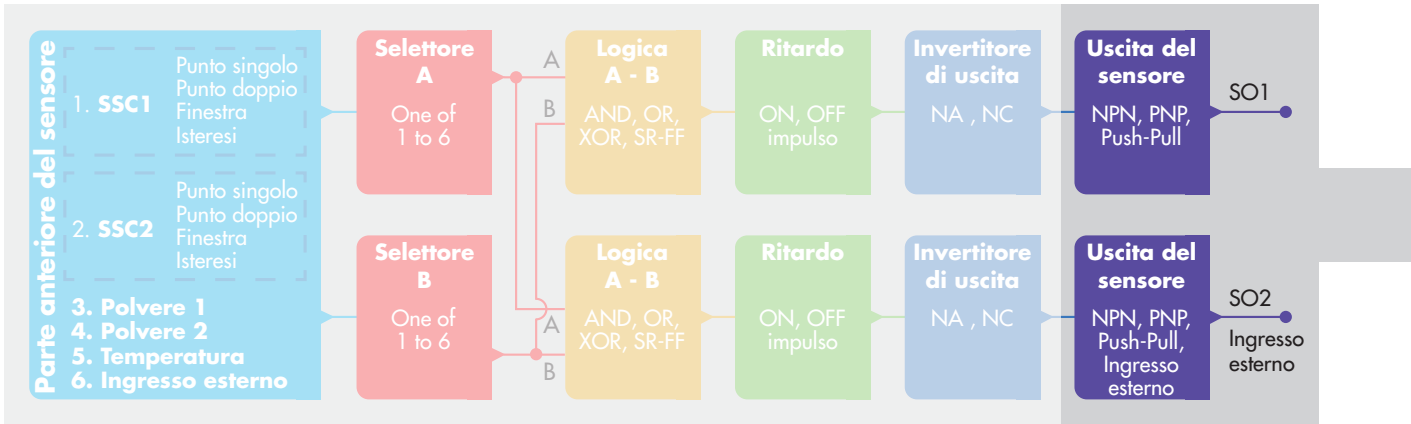 Parte anteriore del sensore
1. SSC1
Punto singolo
Punto doppio
Finestra
Isteresi
2. SSC2
Punto singolo
Punto doppio
Finestra
Isteresi
3. Polvere 1
4. Polvere 2
5. Temperatura
6. Ingresso esterno
Selettore
A
One of
1 to 6
Selettore
B
One of
1 to 6
A
B
A
B
Logica
A - B
AND, OR,
XOR, SR-FF
Logica
A - B
AND, OR,
XOR, SR-FF
Ritardo
ON, OFF
impulso
Ritardo
ON, OFF
impulso
Invertitore
di uscita
NA , NC
Invertitore
di uscita
NA , NC
Uscita del
sensore
NPN, PNP,
Push-Pull
SO1
Uscita del
sensore
NPN, PNP,
Push-Pull,
Ingresso
esterno
SO2
Ingresso
esterno